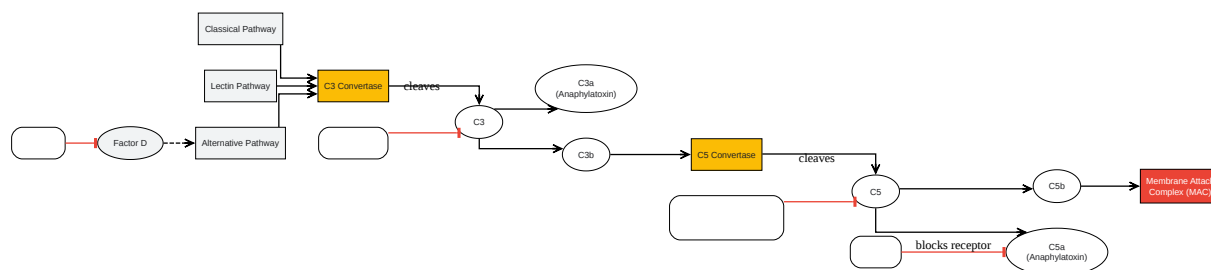 Classical Pathway
Lectin Pathway
C3 Convertase
cleaves
C3a
(Anaphylatoxin)
C3
Factor D
Alternative Pathway
C3b
C5 Convertase
cleaves
C5
C5b
Membrane Attack
Complex (MAC)
blocks receptor
C5a
(Anaphylatoxin)